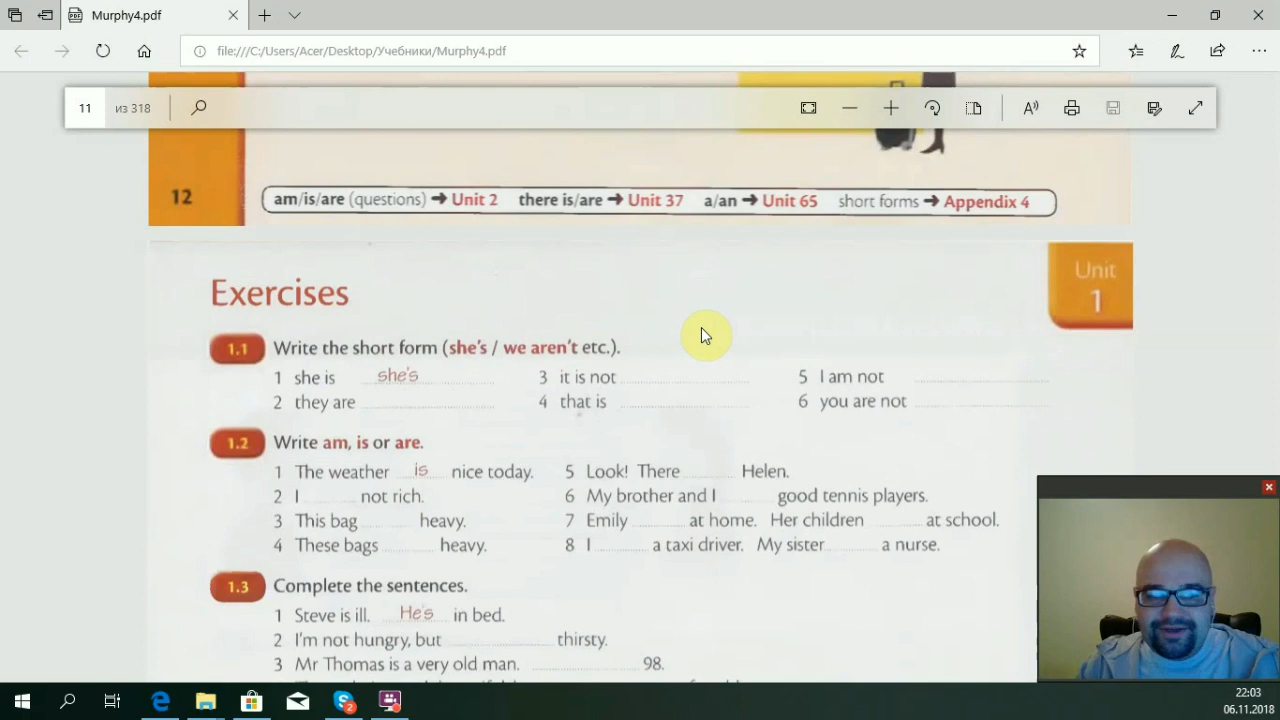 Murphy4.pdf
file:///C:/Users/Acer/Desktop/Учебники/Murphy4.pdf
11 из 318
12 am/is/are (questions) ➜ Unit 2 there is/are ➜ Unit 37 a/an ➜ Unit 65 short forms ➜ Appendix 4
Exercises
Unit
1
1.1 Write the short form (she's / we aren't etc.).
1 she is she's 3 it is not 5 I am not
2 they are 4 that is 6 you are not
1.2 Write am, is or are.
1 The weather is nice today. 5 Look! There Helen.
2 I not rich. 6 My brother and I good tennis players.
3 This bag heavy. 7 Emily at home. Her children at school.
4 These bags heavy. 8 I a taxi driver. My sister a nurse.
1.3 Complete the sentences.
1 Steve is ill. He's in bed.
2 I'm not hungry, but thirsty.
3 Mr Thomas is a very old man. 98.
2
22:03
06.11.2018